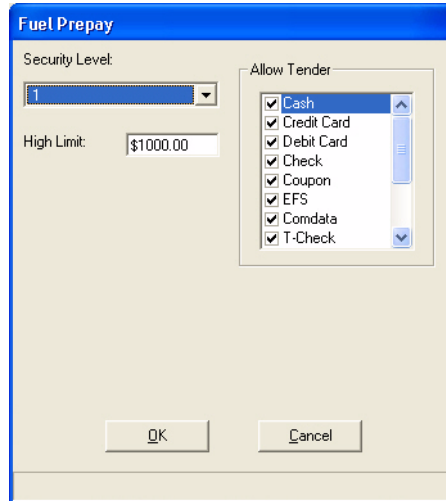 Fuel Prepay
Security Level:
1
High Limit:
$1000.00
Allow Tender
Cash
Credit Card
Debit Card
Check
Coupon
EFS
Comdata
T-Check
OK
Cancel